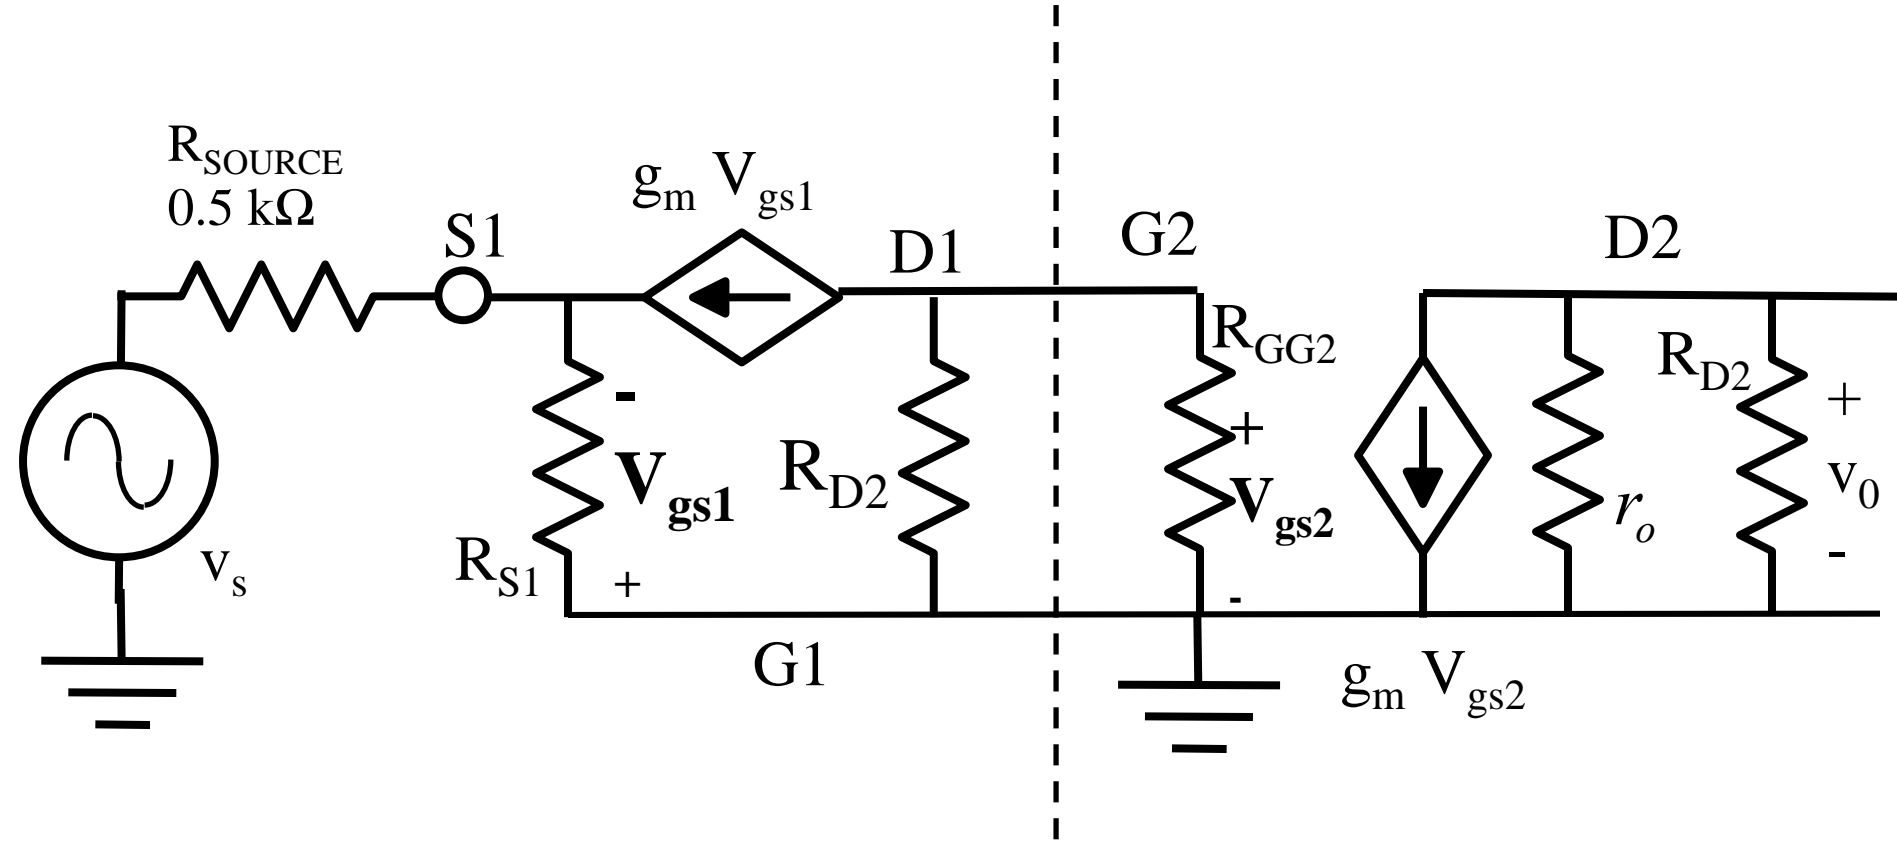 R_SOURCE
0.5 kΩ
S1
g_m V_gs1
D1
G2
D2
R_GG2
R_D2
-
V_gs1
R_D2
+
V_gs2
r_o
+
v_0
-
R_S1
+
-
v_s
G1
g_m V_gs2